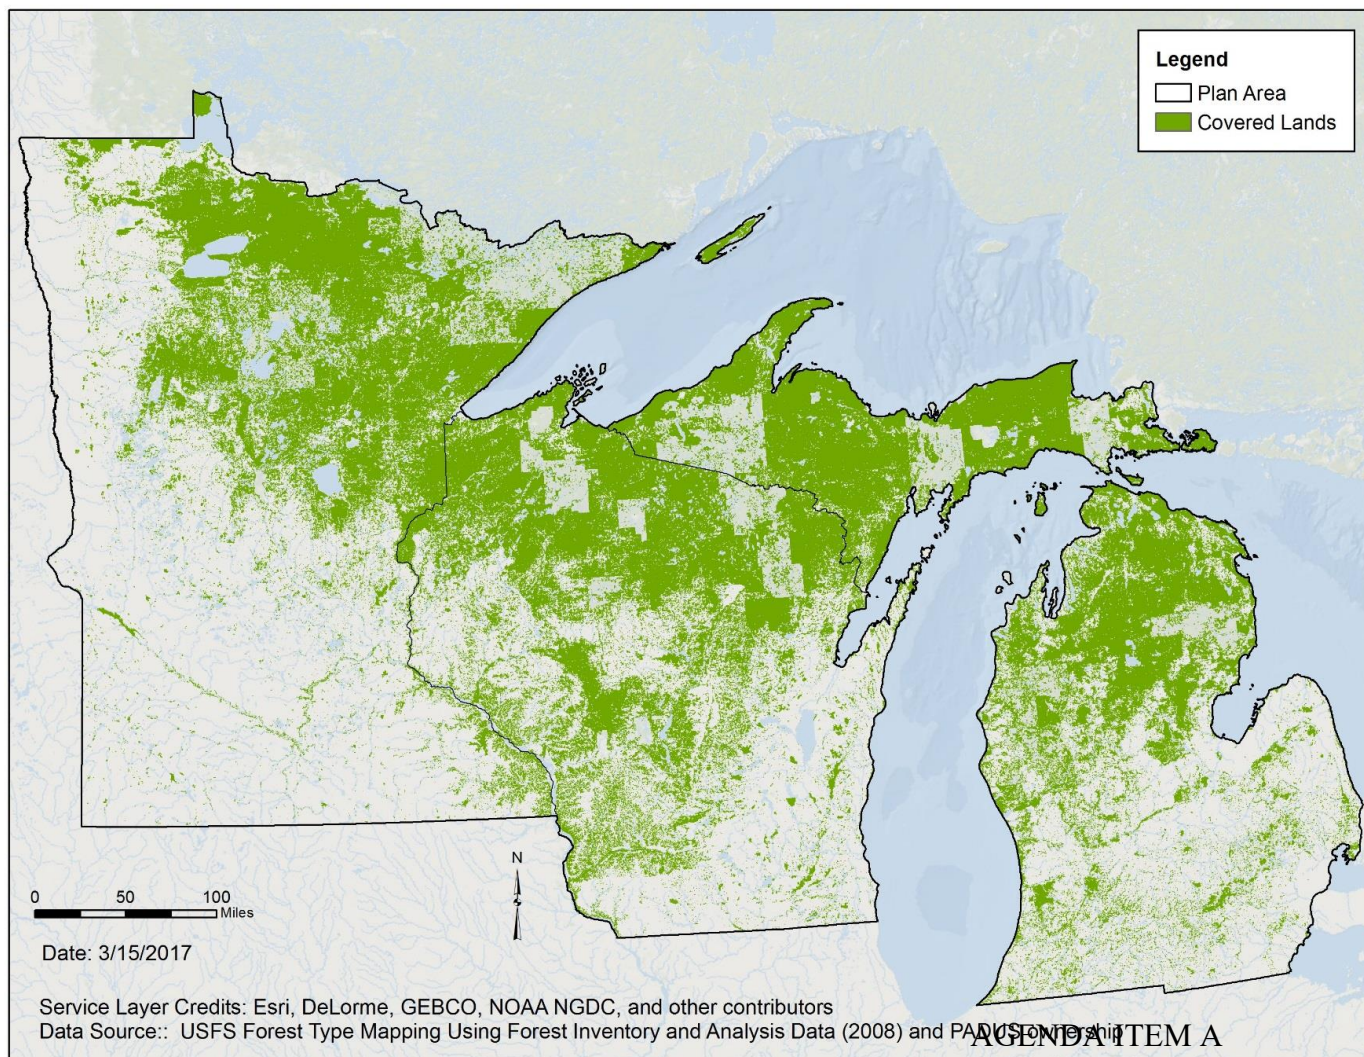 Legend
Plan Area
Covered Lands
N
0 50 100
Miles
Date: 3/15/2017
Service Layer Credits: Esri, DeLorme, GEBCO, NOAA NGDC, and other contributors
Data Source:: USFS Forest Type Mapping Using Forest Inventory and Analysis Data (2008) and PADUS ownership
AGENDA ITEM A